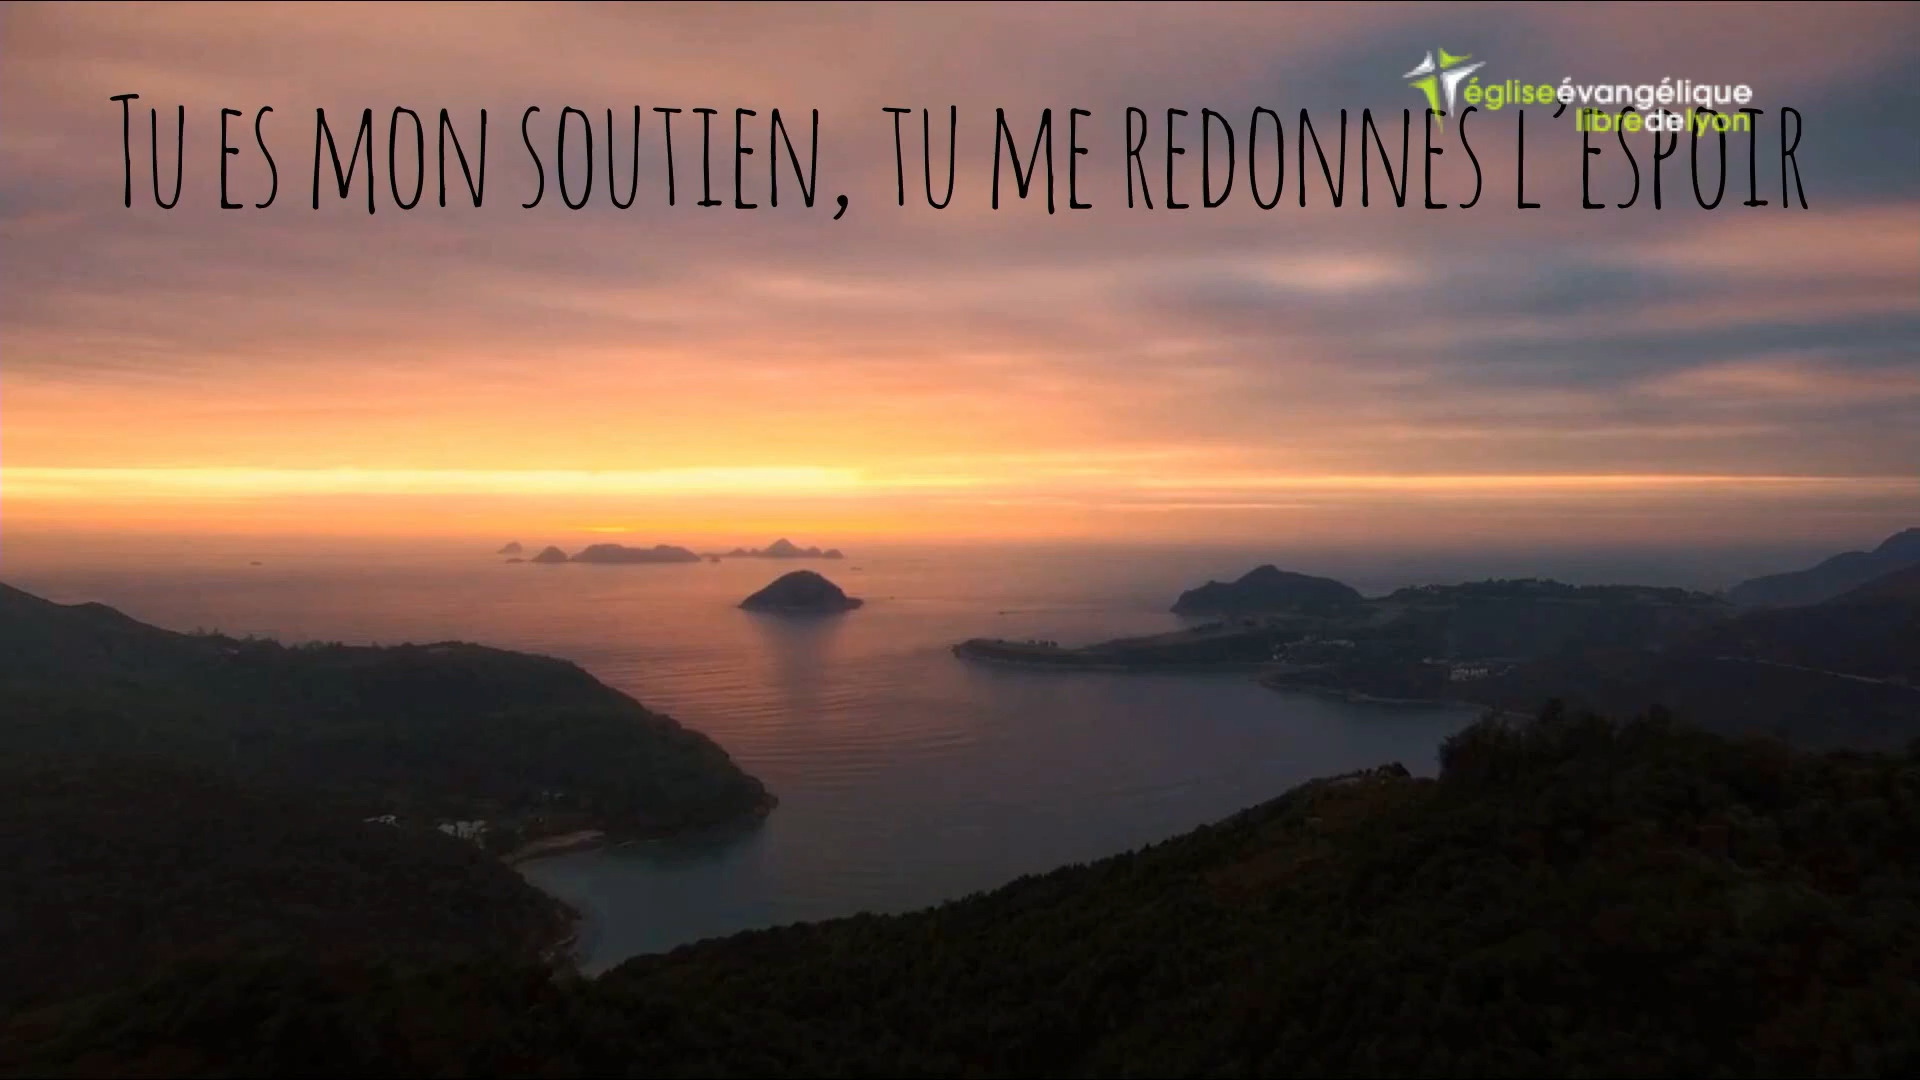 Tu es mon soutien, tu me redonnes l'espoir
égliseévangélique
libredelyon